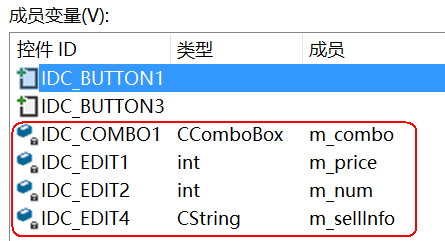 成员变量(V):
控件 ID 类型 成员
IDC_BUTTON1
IDC_BUTTON3
IDC_COMBO1 CComboBox m_combo
IDC_EDIT1 int m_price
IDC_EDIT2 int m_num
IDC_EDIT4 CString m_sellInfo